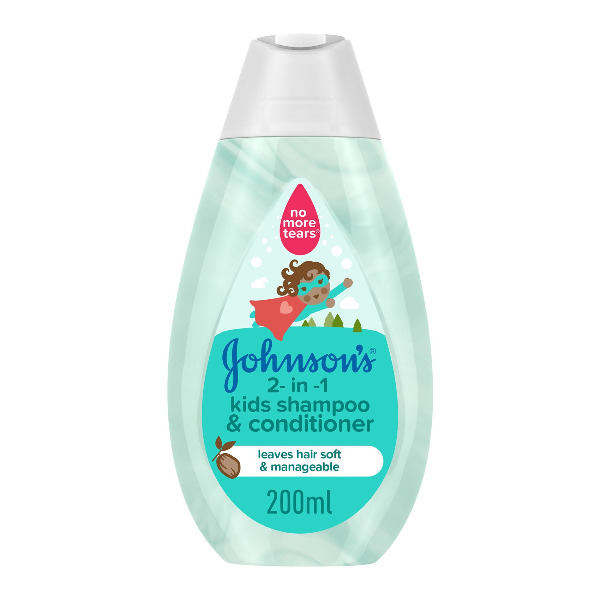 no
more
tears®
Johnson's®
2- in -1
kids shampoo
& conditioner
leaves hair soft
& manageable
200ml